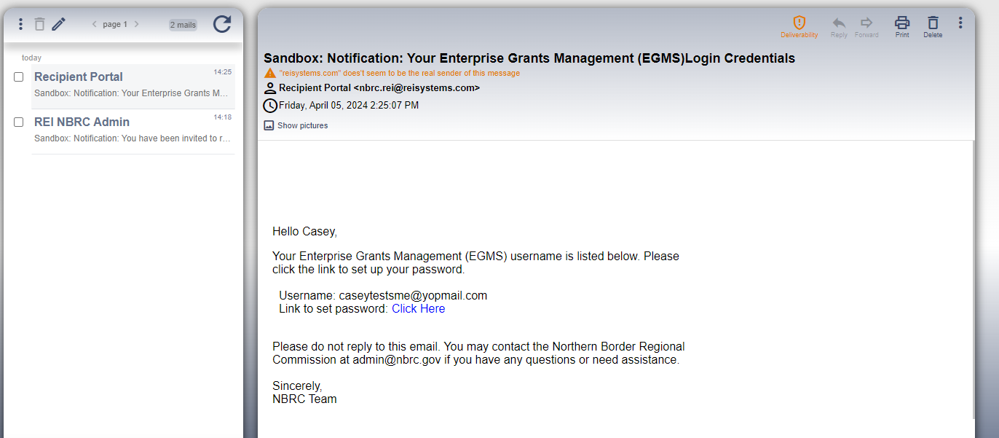 page 1
2 mails
today
Recipient Portal
14:25
Sandbox: Notification: Your Enterprise Grants M...
REI NBRC Admin
14:18
Sandbox: Notification: You have been invited to r...
Deliverability
Reply
Forward
Print
Delete
Sandbox: Notification: Your Enterprise Grants Management (EGMS)Login Credentials
"reisystems.com" does't seem to be the real sender of this message
Recipient Portal <nbrc.rei@reisystems.com>
Friday, April 05, 2024 2:25:07 PM
Show pictures
Hello Casey,
Your Enterprise Grants Management (EGMS) username is listed below. Please
click the link to set up your password.
Username: caseytestsme@yopmail.com
Link to set password: Click Here
Please do not reply to this email. You may contact the Northern Border Regional
Commission at admin@nbrc.gov if you have any questions or need assistance.
Sincerely,
NBRC Team